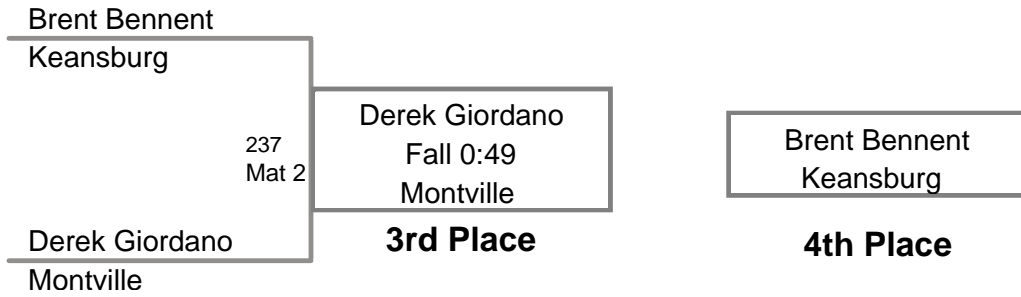 Brent Bennent
Keansburg
237
Mat 2
Derek Giordano
Montville
Derek Giordano
Fall 0:49
Montville
3rd Place
Brent Bennent
Keansburg
4th Place